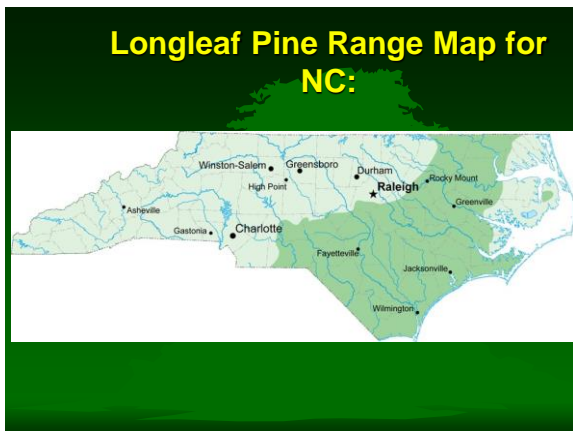 Longleaf Pine Range Map for
NC:
Winston-Salem
Greensboro
Durham
High Point
Raleigh
Rocky Mount
Asheville
Greenville
Gastonia
Charlotte
Fayetteville
Jacksonville
Wilmington